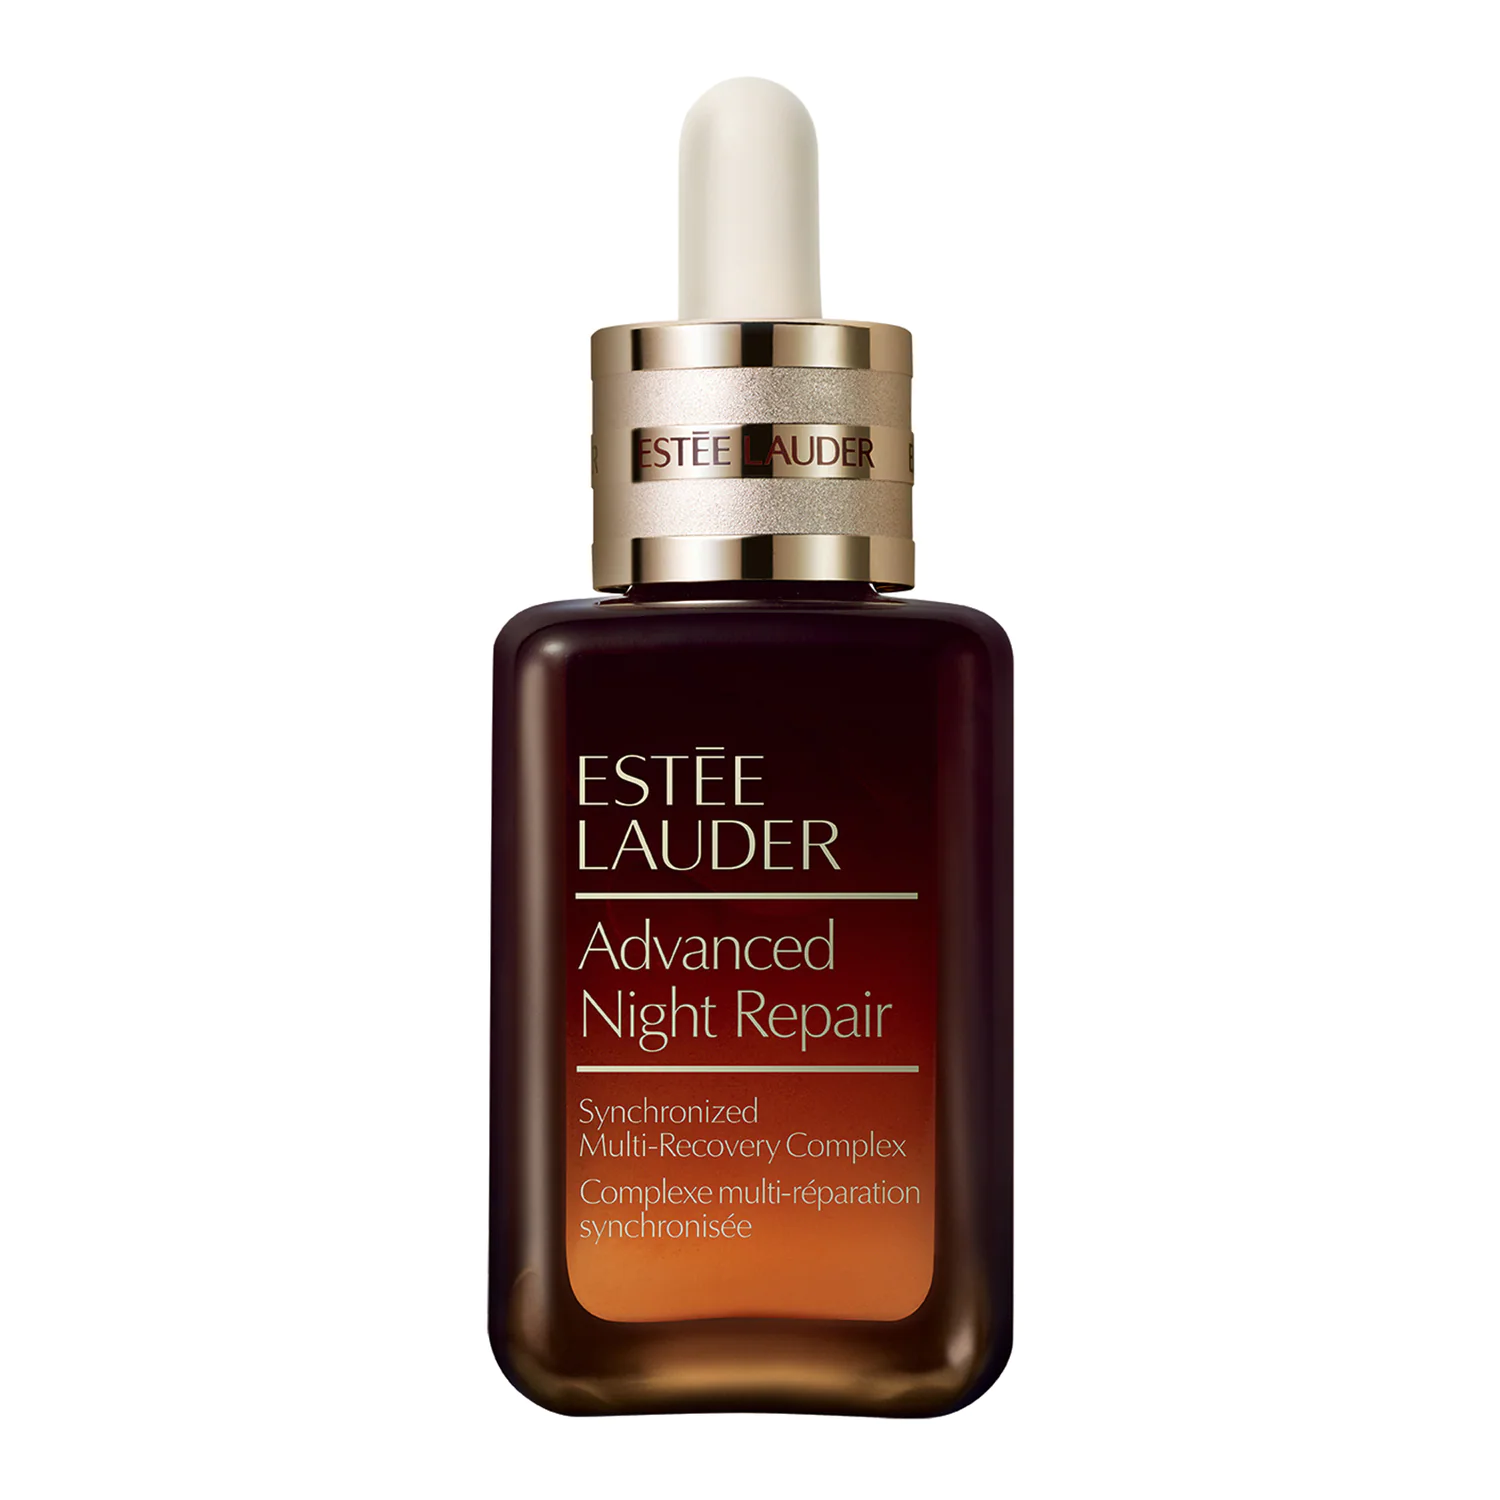 ESTĒE LAUDER
ESTĒE
LAUDER
Advanced
Night Repair
Synchronized
Multi-Recovery Complex
Complexe multi-réparation
synchronisée